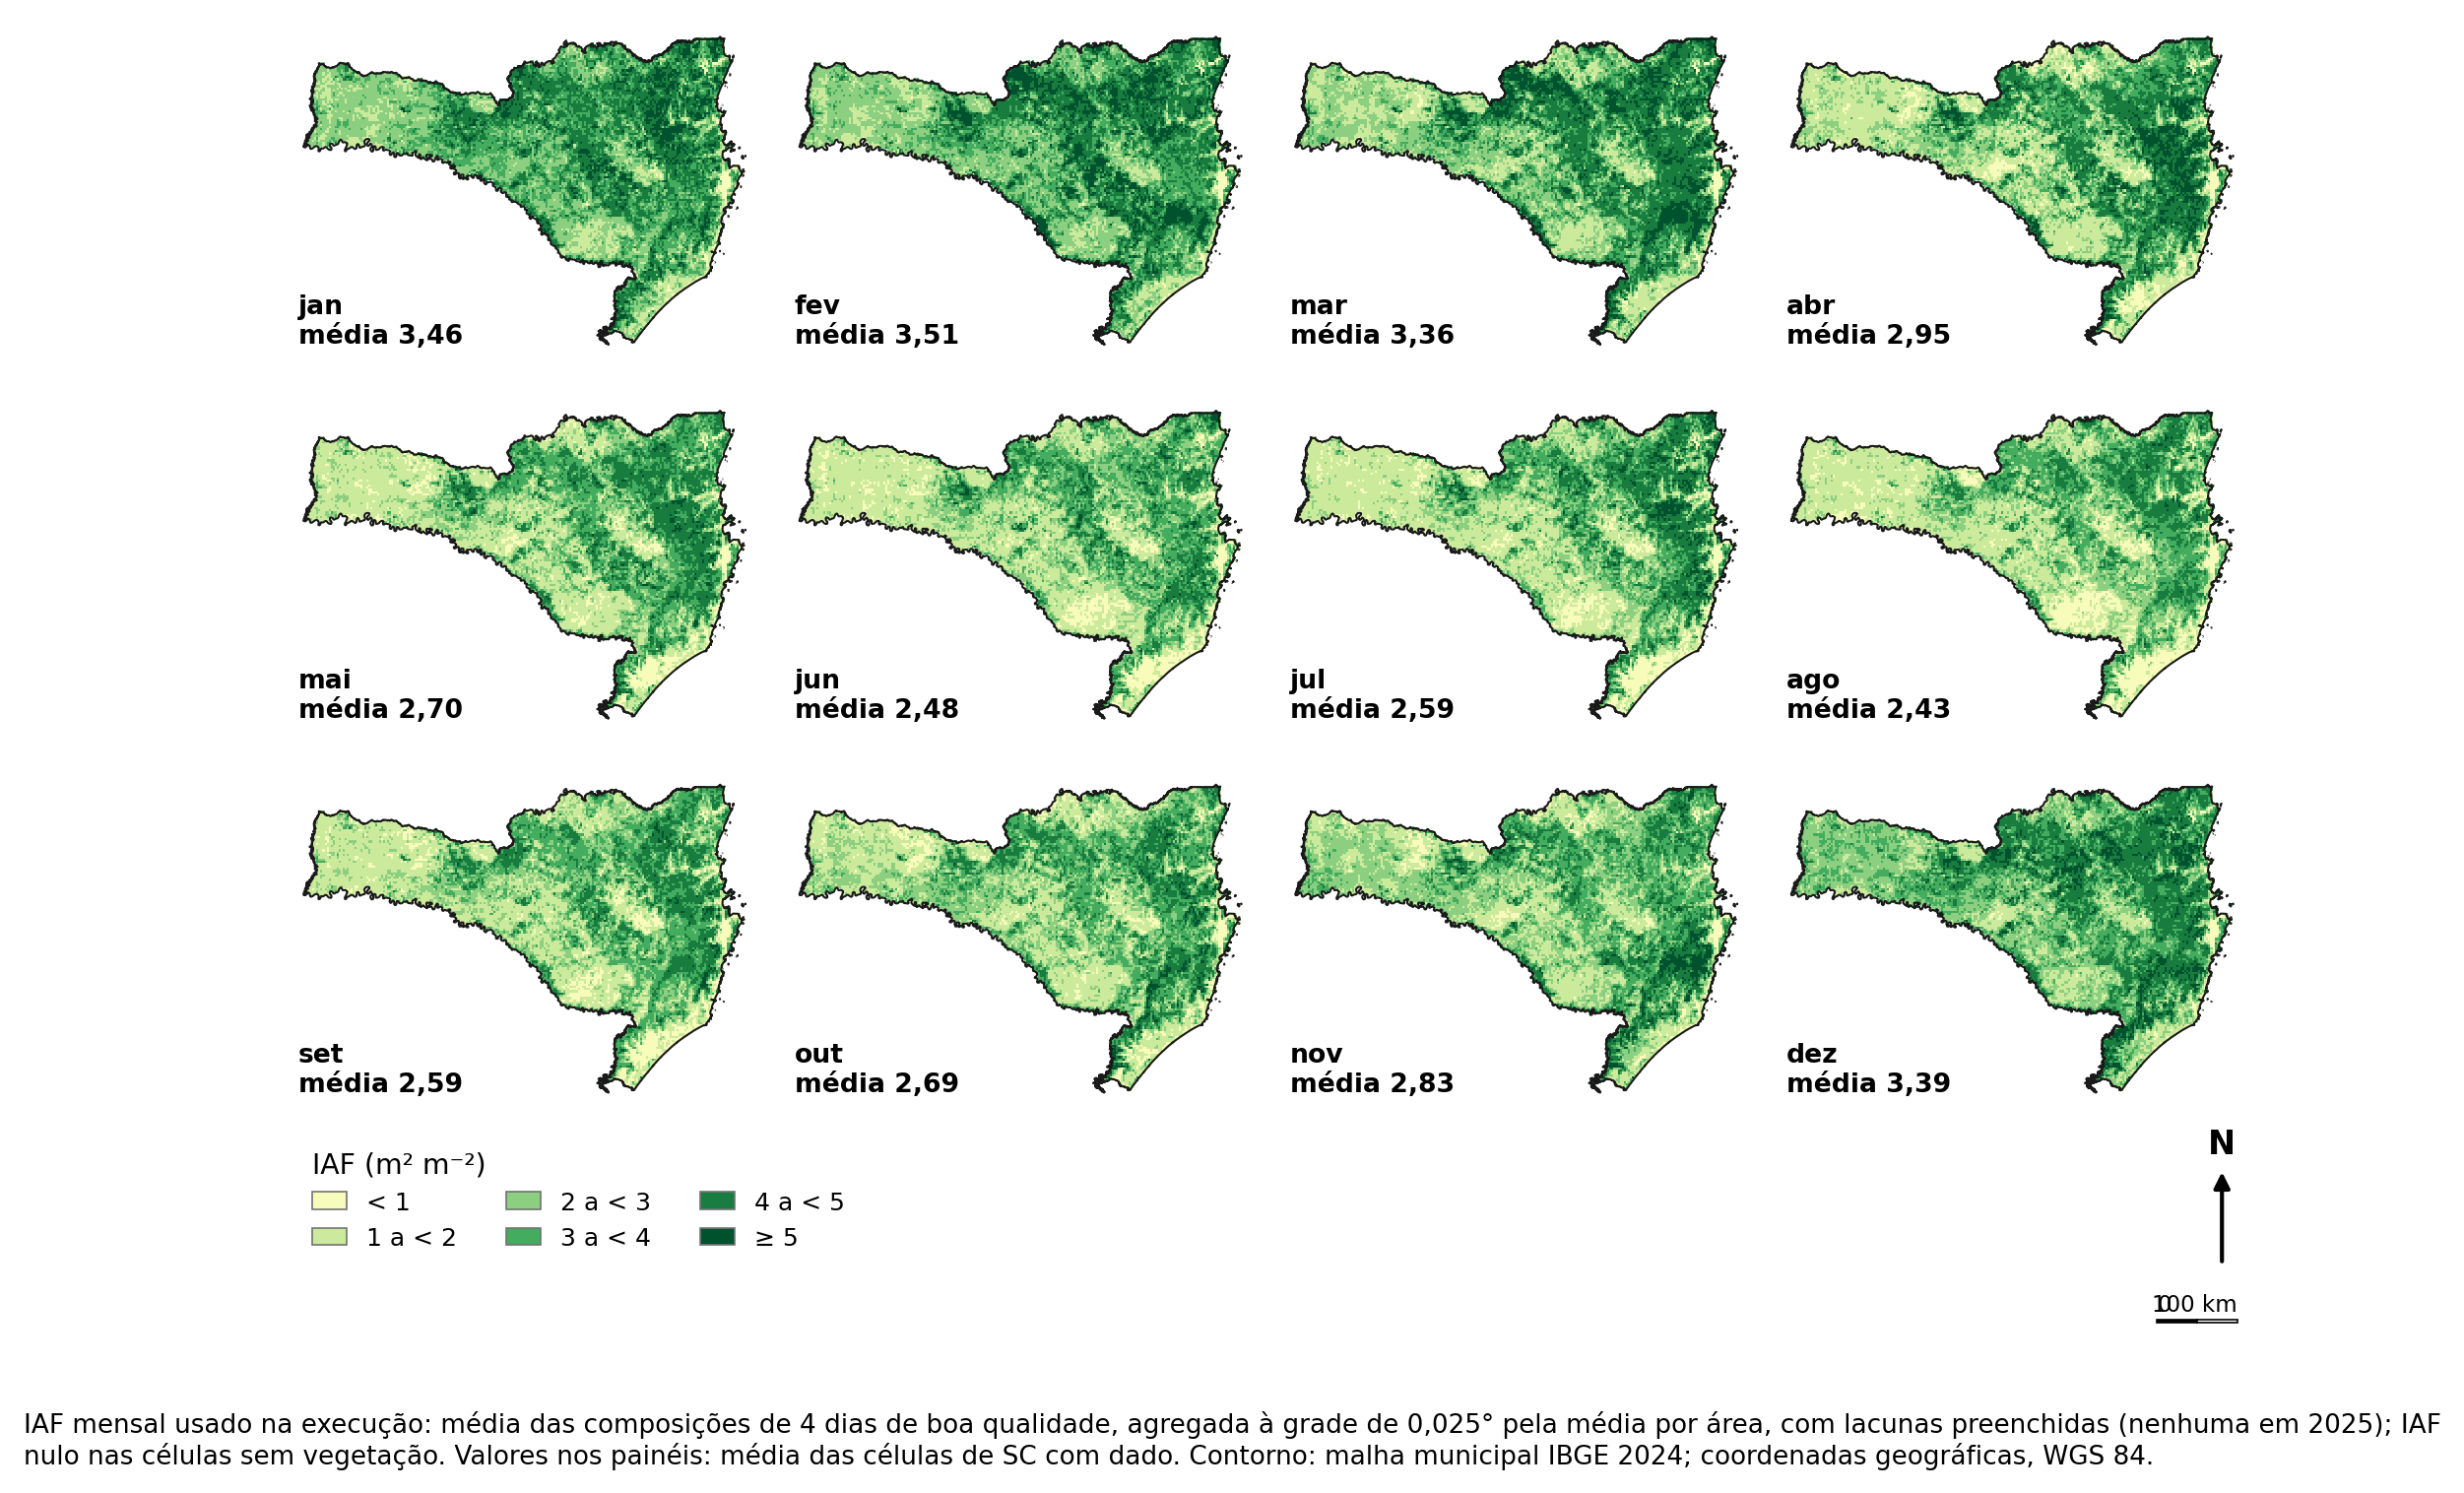 jan
média 3,46
fev
média 3,51
mar
média 3,36
abr
média 2,95
mai
média 2,70
jun
média 2,48
jul
média 2,59
ago
média 2,43
set
média 2,59
out
média 2,69
nov
média 2,83
dez
média 3,39
IAF (m² m⁻²)
< 1
2 a < 3
4 a < 5
1 a < 2
3 a < 4
≥ 5
N
0
100 km
IAF mensal usado na execução: média das composições de 4 dias de boa qualidade, agregada à grade de 0,025° pela média por área, com lacunas preenchidas (nenhuma em 2025); IAF
nulo nas células sem vegetação. Valores nos painéis: média das células de SC com dado. Contorno: malha municipal IBGE 2024; coordenadas geográficas, WGS 84.